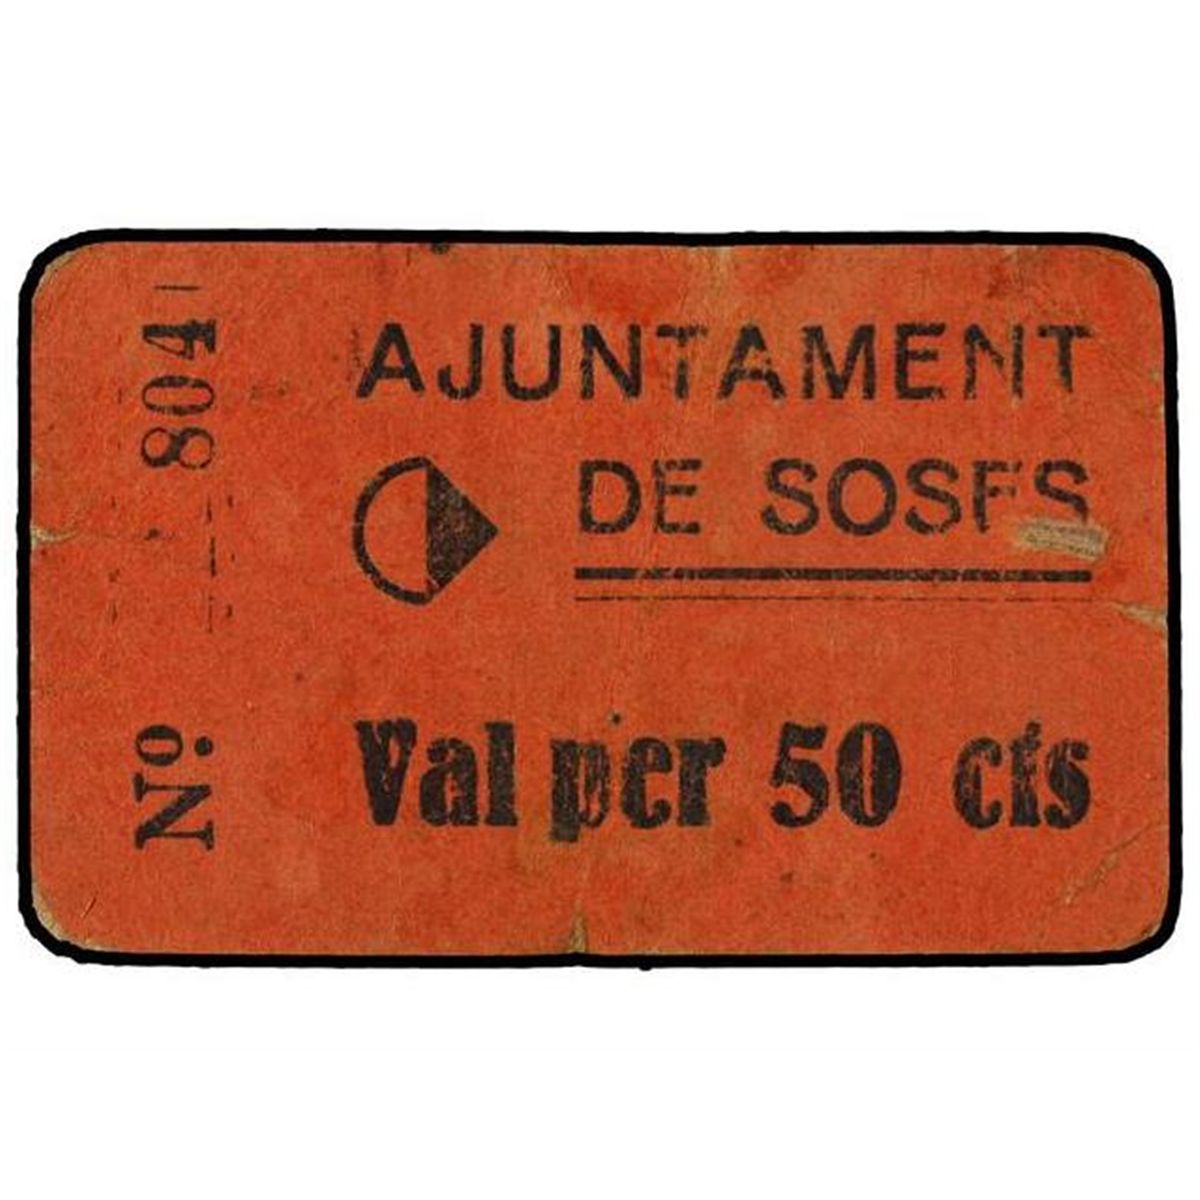 AJUNTAMENT
DE SOSES
Val per 50 cts
Nº 804